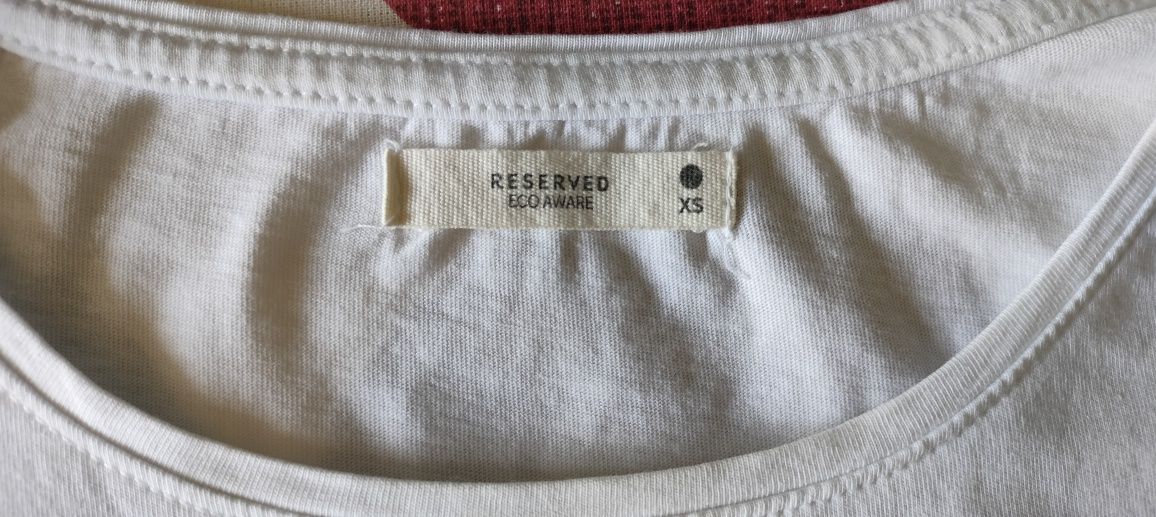 RESERVED
ECO AWARE
XS